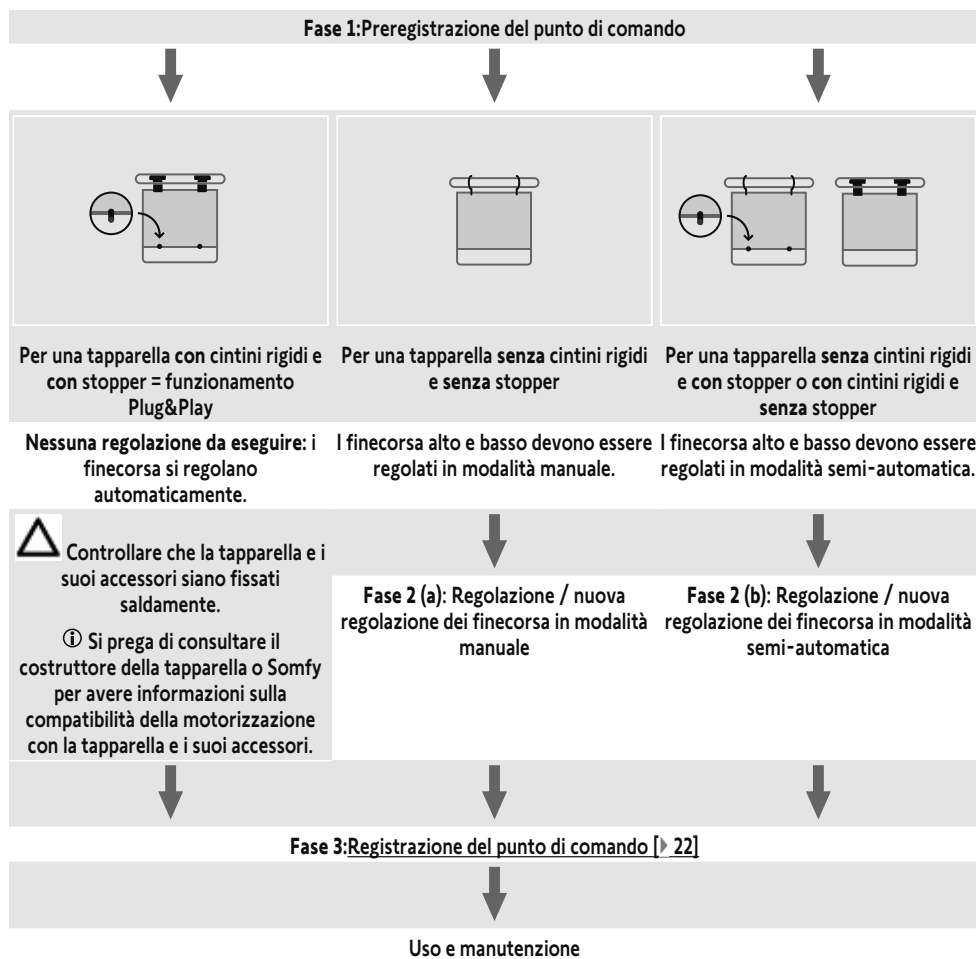 Fase 1:Preregistrazione del punto di comando
Per una tapparella con cintini rigidi e
con stopper = funzionamento
Plug&Play
Per una tapparella senza cintini rigidi
e senza stopper
Per una tapparella senza cintini rigidi
e con stopper o con cintini rigidi e
senza stopper
Nessuna regolazione da eseguire: i
finecorsa si regolano
automaticamente.
I finecorsa alto e basso devono essere
regolati in modalità manuale.
I finecorsa alto e basso devono essere
regolati in modalità semi-automatica.
Controllare che la tapparella e i
suoi accessori siano fissati
saldamente.
ⓘ Si prega di consultare il
costruttore della tapparella o Somfy
per avere informazioni sulla
compatibilità della motorizzazione
con la tapparella e i suoi accessori.
Fase 2 (a): Regolazione / nuova
regolazione dei finecorsa in modalità
manuale
Fase 2 (b): Regolazione / nuova
regolazione dei finecorsa in modalità
semi-automatica
Fase 3:Registrazione del punto di comando [▶ 22]
Uso e manutenzione